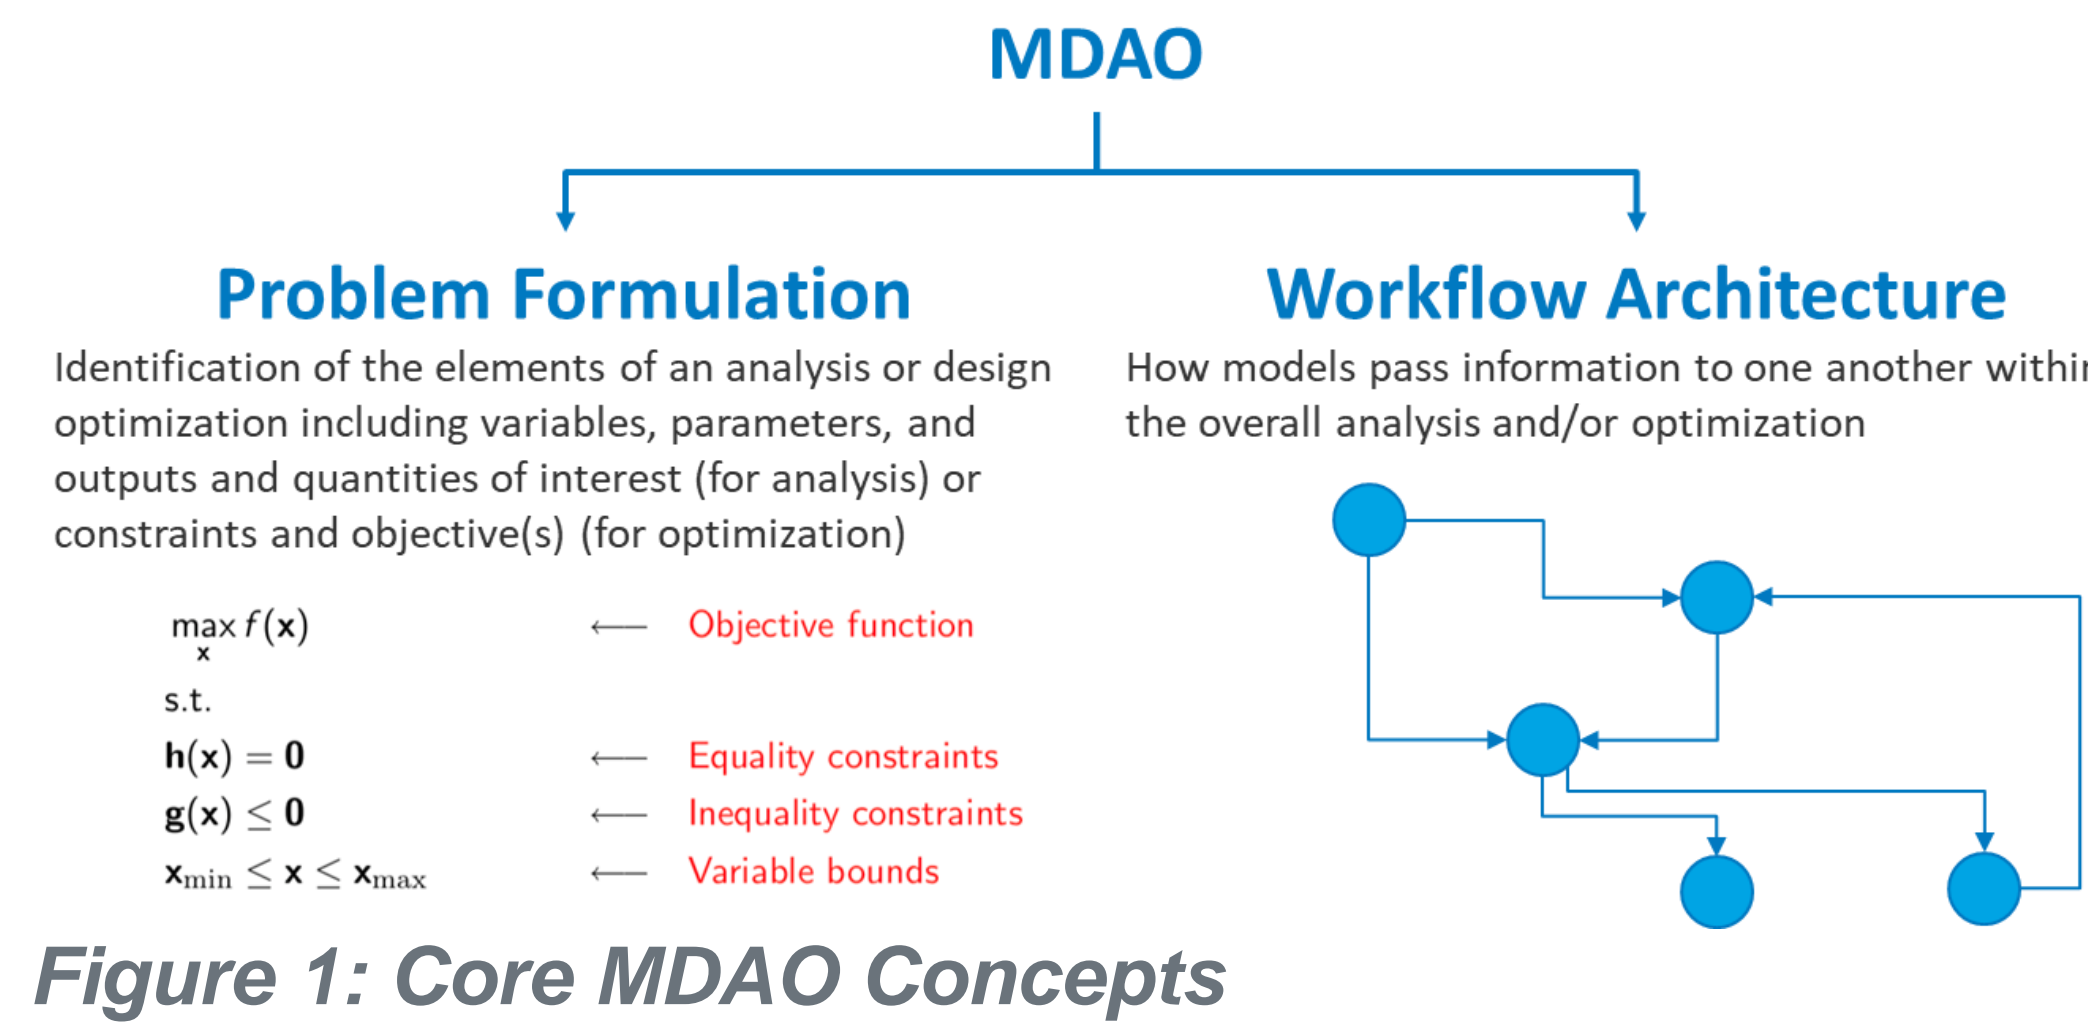 MDAO
Problem Formulation
Identification of the elements of an analysis or design
optimization including variables, parameters, and
outputs and quantities of interest (for analysis) or
constraints and objective(s) (for optimization)
max f(x) ⟵ Objective function
x
s.t.
h(x) = 0 ⟵ Equality constraints
g(x) ≤ 0 ⟵ Inequality constraints
x_min ≤ x ≤ x_max ⟵ Variable bounds
Workflow Architecture
How models pass information to one another withi
the overall analysis and/or optimization
Figure 1: Core MDAO Concepts